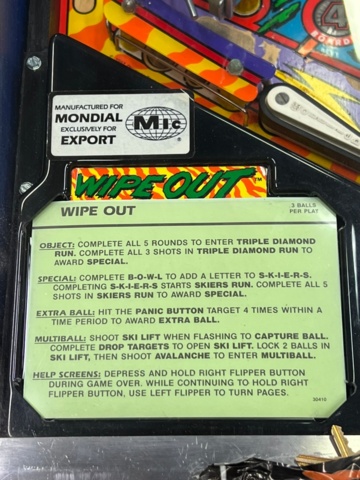 4
MANUFACTURED FOR
MONDIAL
EXCLUSIVELY FOR
EXPORT
MIC
®
WIPE OUT™
WIPE OUT
3 BALLS
PER PLAY
OBJECT: COMPLETE ALL 5 ROUNDS TO ENTER TRIPLE DIAMOND
RUN. COMPLETE ALL 3 SHOTS IN TRIPLE DIAMOND RUN TO
AWARD SPECIAL.
SPECIAL: COMPLETE B-O-W-L TO ADD A LETTER TO S-K-I-E-R-S.
COMPLETING S-K-I-E-R-S STARTS SKIERS RUN. COMPLETE ALL 5
SHOTS IN SKIERS RUN TO AWARD SPECIAL.
EXTRA BALL: HIT THE PANIC BUTTON TARGET 4 TIMES WITHIN A
TIME PERIOD TO AWARD EXTRA BALL.
MULTIBALL: SHOOT SKI LIFT WHEN FLASHING TO CAPTURE BALL.
COMPLETE DROP TARGETS TO OPEN SKI LIFT. LOCK 2 BALLS IN
SKI LIFT, THEN SHOOT AVALANCHE TO ENTER MULTIBALL.
HELP SCREENS: DEPRESS AND HOLD RIGHT FLIPPER BUTTON
DURING GAME OVER. WHILE CONTINUING TO HOLD RIGHT
FLIPPER BUTTON, USE LEFT FLIPPER TO TURN PAGES.
30410